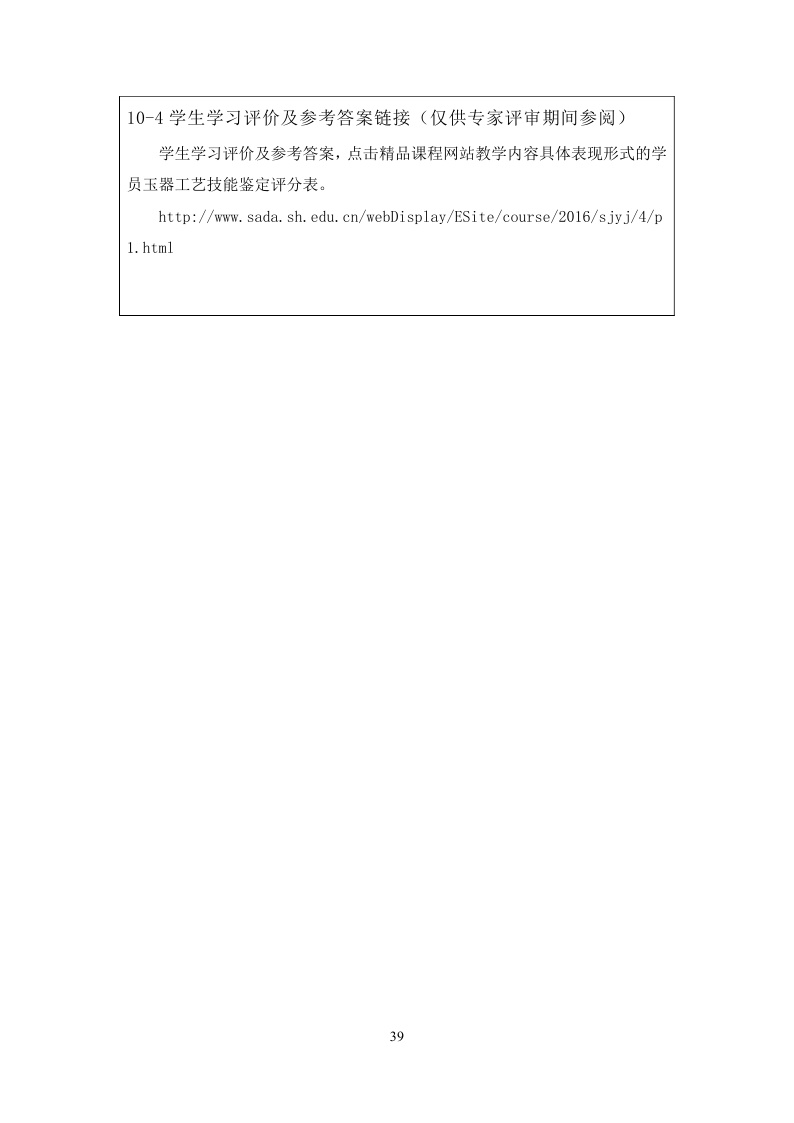 10-4 学生学习评价及参考答案链接（仅供专家评审期间参阅）
学生学习评价及参考答案，点击精品课程网站教学内容具体表现形式的学
员玉器工艺技能鉴定评分表。
http://www.sada.sh.edu.cn/webDisplay/ESite/course/2016/sjyj/4/p
1.html
39